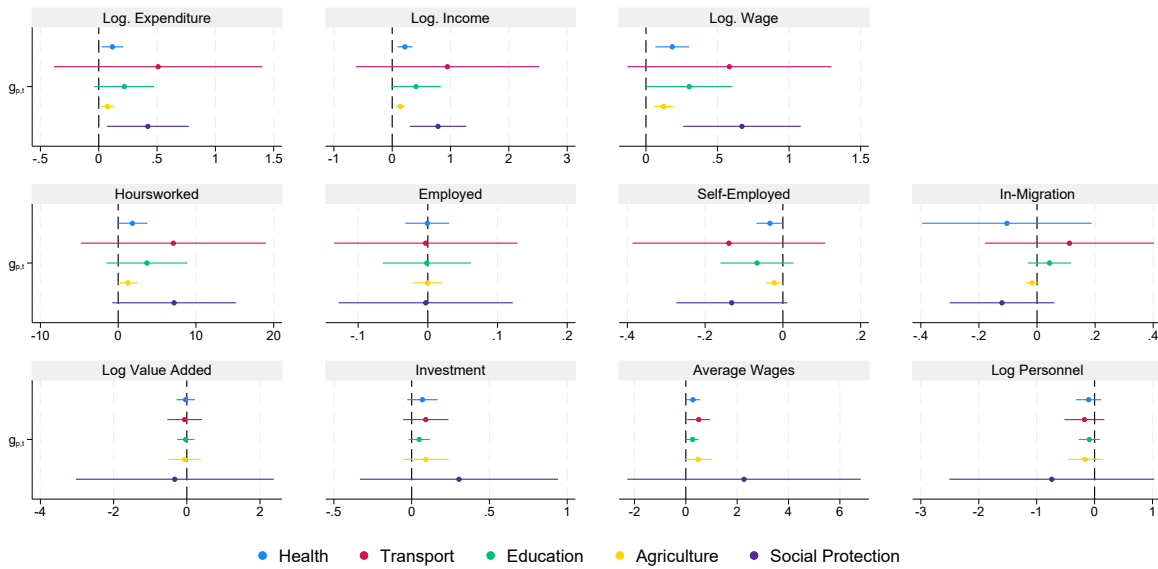 Log. Expenditure Log. Income Log. Wage
g_p,t
-.5 0 .5 1 1.5 -1 0 1 2 3 0 .5 1 1.5
Hoursworked Employed Self-Employed In-Migration
g_p,t
-10 0 10 20 -.1 0 .1 .2 -.4 -.2 0 .2 -.4 -.2 0 .2 .4
Log Value Added Investment Average Wages Log Personnel
g_p,t
-4 -2 0 2 -.5 0 .5 1 -2 0 2 4 6 -3 -2 -1 0 1
Health Transport Education Agriculture Social Protection